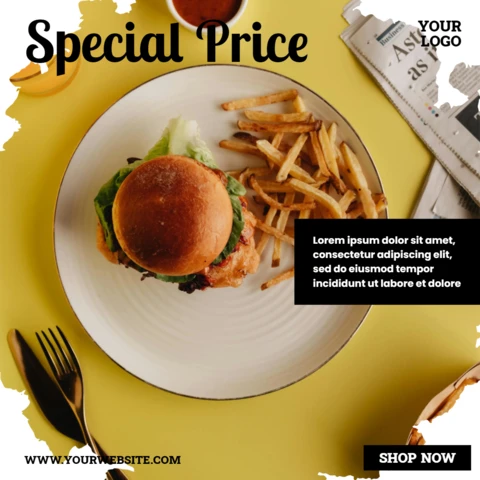 Special Price
YOUR
LOGO
Lorem ipsum dolor sit amet,
consectetur adipiscing elit,
sed do eiusmod tempor
incididunt ut labore et dolore
WWW.YOURWEBSITE.COM
SHOP NOW